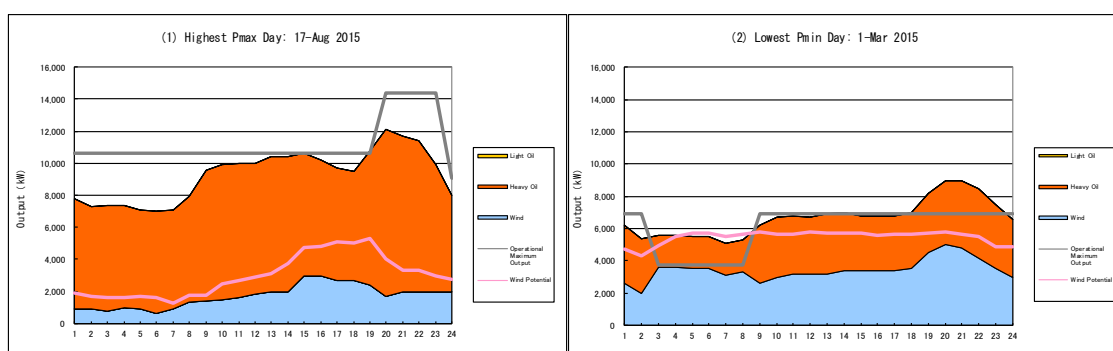 (1) Highest Pmax Day: 17-Aug 2015
Output (kW)
16,000
14,000
12,000
10,000
8,000
6,000
4,000
2,000
0
1 2 3 4 5 6 7 8 9 10 11 12 13 14 15 16 17 18 19 20 21 22 23 24
Light Oil
Heavy Oil
Wind
Operational
Maximum
Output
Wind Potential
(2) Lowest Pmin Day: 1-Mar 2015
Output (kW)
16,000
14,000
12,000
10,000
8,000
6,000
4,000
2,000
0
1 2 3 4 5 6 7 8 9 10 11 12 13 14 15 16 17 18 19 20 21 22 23 24
Light Oil
Heavy Oil
Wind
Operational
Maximum
Output
Wind Potential